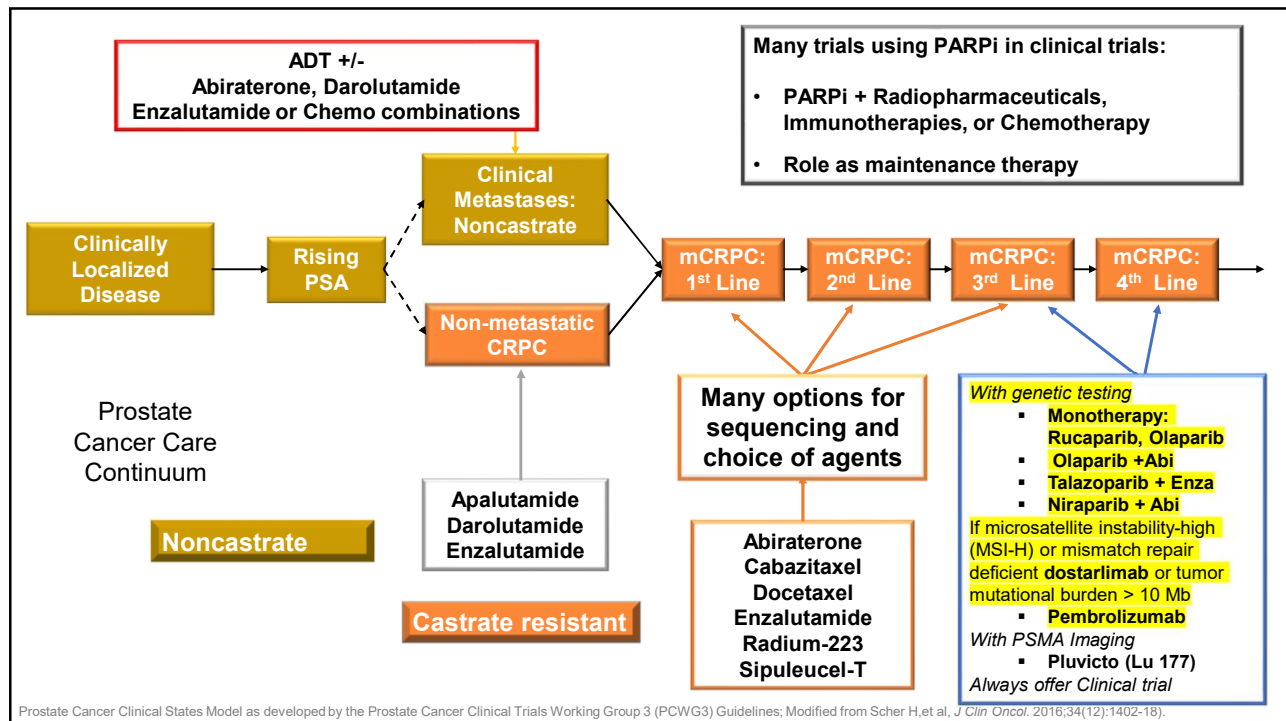 ADT +/-
Abiraterone, Darolutamide
Enzalutamide or Chemo combinations
Many trials using PARPi in clinical trials:
• PARPi + Radiopharmaceuticals,
Immunotherapies, or Chemotherapy
• Role as maintenance therapy
Clinical
Metastases:
Noncastrate
Clinically
Localized
Disease
Rising
PSA
Non-metastatic
CRPC
mCRPC:
1st Line
mCRPC:
2nd Line
mCRPC:
3rd Line
mCRPC:
4th Line
Prostate
Cancer Care
Continuum
Noncastrate
Apalutamide
Darolutamide
Enzalutamide
Castrate resistant
Many options for
sequencing and
choice of agents
Abiraterone
Cabazitaxel
Docetaxel
Enzalutamide
Radium-223
Sipuleucel-T
With genetic testing
▪ Monotherapy:
Rucaparib, Olaparib
▪ Olaparib +Abi
▪ Talazoparib + Enza
▪ Niraparib + Abi
If microsatellite instability-high
(MSI-H) or mismatch repair
deficient dostarlimab or tumor
mutational burden > 10 Mb
▪ Pembrolizumab
With PSMA Imaging
▪ Pluvicto (Lu 177)
Always offer Clinical trial
Prostate Cancer Clinical States Model as developed by the Prostate Cancer Clinical Trials Working Group 3 (PCWG3) Guidelines; Modified from Scher H,et al, J Clin Oncol. 2016;34(12):1402-18).